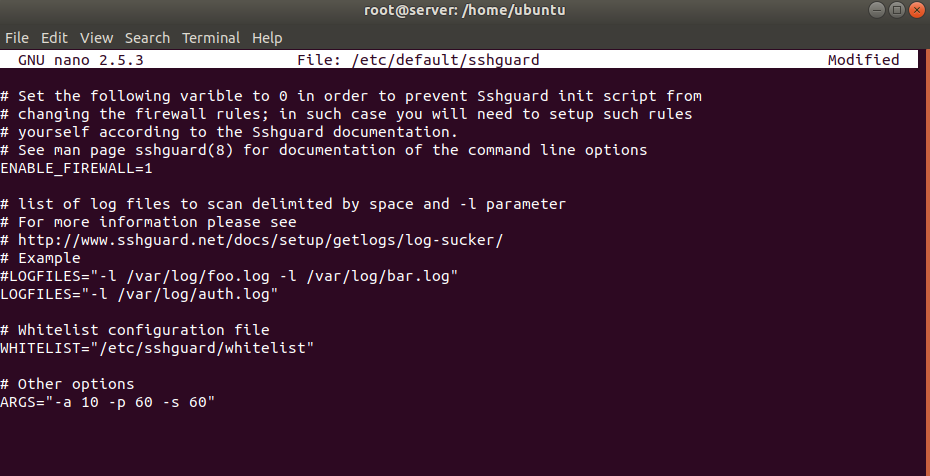 root@server: /home/ubuntu
File Edit View Search Terminal Help
GNU nano 2.5.3 File: /etc/default/sshguard Modified
# Set the following varible to 0 in order to prevent Sshguard init script from
# changing the firewall rules; in such case you will need to setup such rules
# yourself according to the Sshguard documentation.
# See man page sshguard(8) for documentation of the command line options
ENABLE_FIREWALL=1
# list of log files to scan delimited by space and -l parameter
# For more information please see
# http://www.sshguard.net/docs/setup/getlogs/log-sucker/
# Example
#LOGFILES="-l /var/log/foo.log -l /var/log/bar.log"
LOGFILES="-l /var/log/auth.log"
# Whitelist configuration file
WHITELIST="/etc/sshguard/whitelist"
# Other options
ARGS="-a 10 -p 60 -s 60"